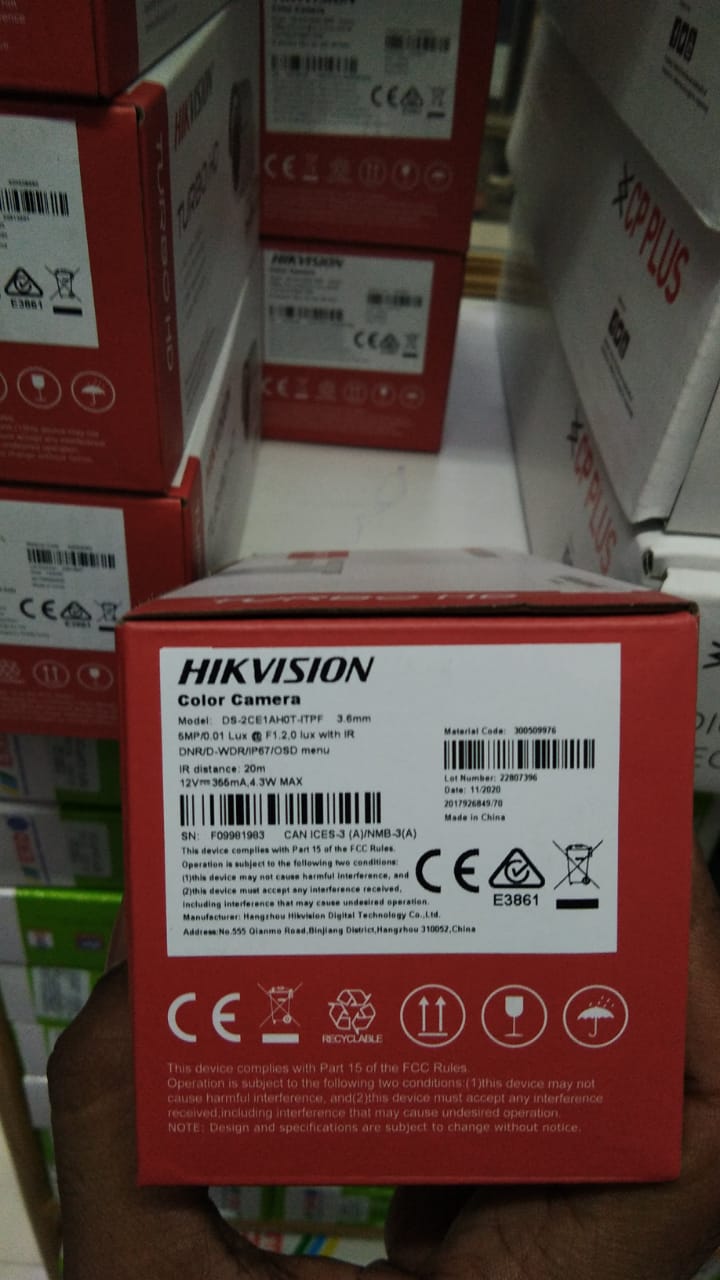 HIKVISION
TURBO HD
TURBO HD
E3861
HIKVISION
Color Camera
CP PLUS
CP PLUS
E3861
TURBO HD
HIKVISION
Color Camera
Model: DS-2CE1AH0T-ITPF 3.6mm
5MP/0.01 Lux @ F1.2,0 lux with IR
DNR/D-WDR/IP67/OSD menu
IR distance: 20m
12V⎓366mA,4.3W MAX
SN: F09981983 CAN ICES-3 (A)/NMB-3(A)
Material Code: 300509976
Lot Number: 22807396
Date: 11/2020
2017926849/70
Made in China
This device complies with Part 15 of the FCC Rules.
Operation is subject to the following two conditions:
(1)this device may not cause harmful interference, and
(2)this device must accept any interference received,
including interference that may cause undesired operation.
Manufacturer: Hangzhou Hikvision Digital Technology Co.,Ltd.
Address:No.555 Qianmo Road,Binjiang District,Hangzhou 310052,China
CE
E3861
CE
RECYCLABLE
This device complies with Part 15 of the FCC Rules.
Operation is subject to the following two conditions:(1)this device may not
cause harmful interference, and(2)this device must accept any interference
received,including interference that may cause undesired operation.
NOTE: Design and specifications are subject to change without notice.